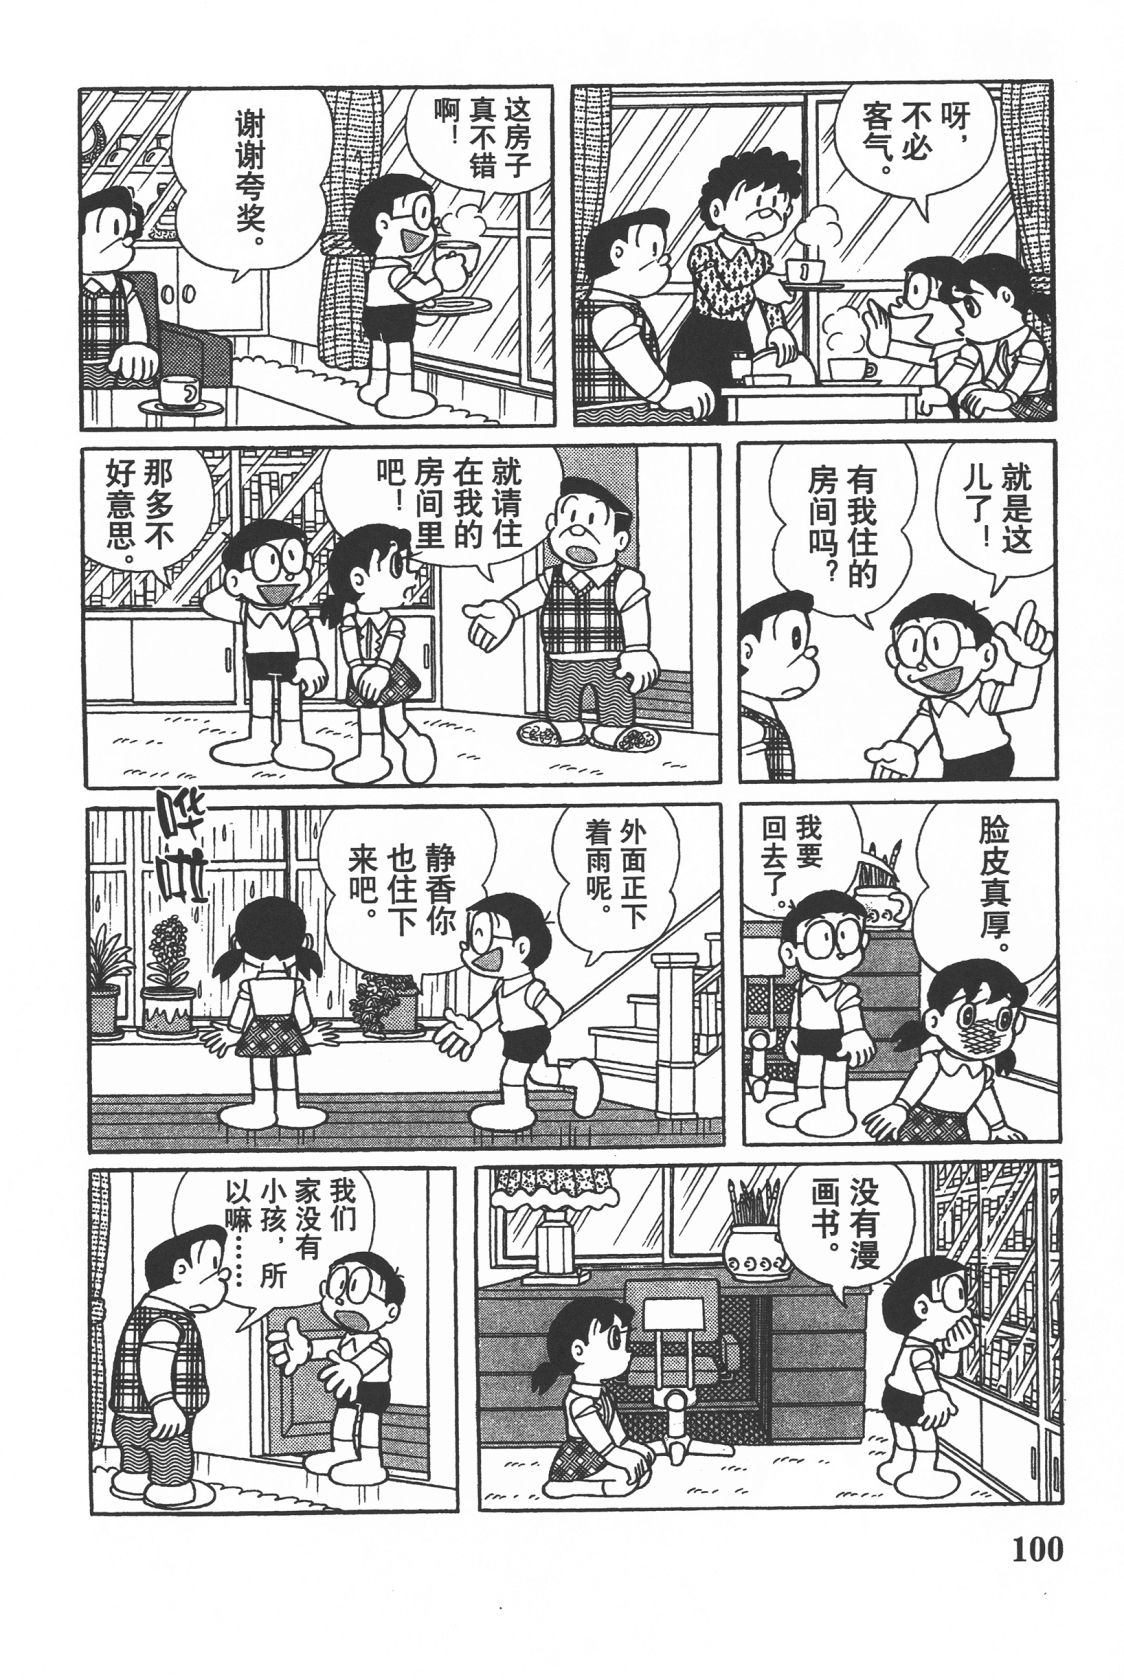 呀，
不必
客气。
这房子
真不错
啊！
谢谢夸奖。
就是这
儿了！
有我住的
房间吗？
就请住
在我的
房间里
吧！
那多不
好意思。
脸皮真厚。
我要
回去了。
外面正下
着雨呢。
静香你
也住下
来吧。
哗
啦
没有漫
画书。
我们
家没有
小孩，所
以嘛……
100